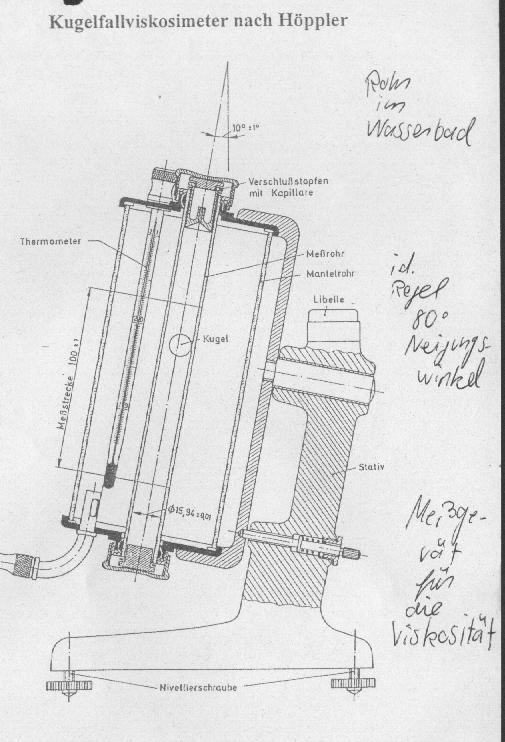 Kugelfallviskosimeter nach Höppler
Rohr
im
Wasserbad
10° ±1°
Verschlußstopfen
mit Kapillare
Thermometer
Meßrohr
Mantelrohr
i.d.
Regel
80°
Neigungs-
winkel
Libelle
Kugel
Meßstrecke 100 ±1
Stativ
Ø15,94 ±0,01
Meßge-
rät
für
die
Viskosität
Nivellierschraube